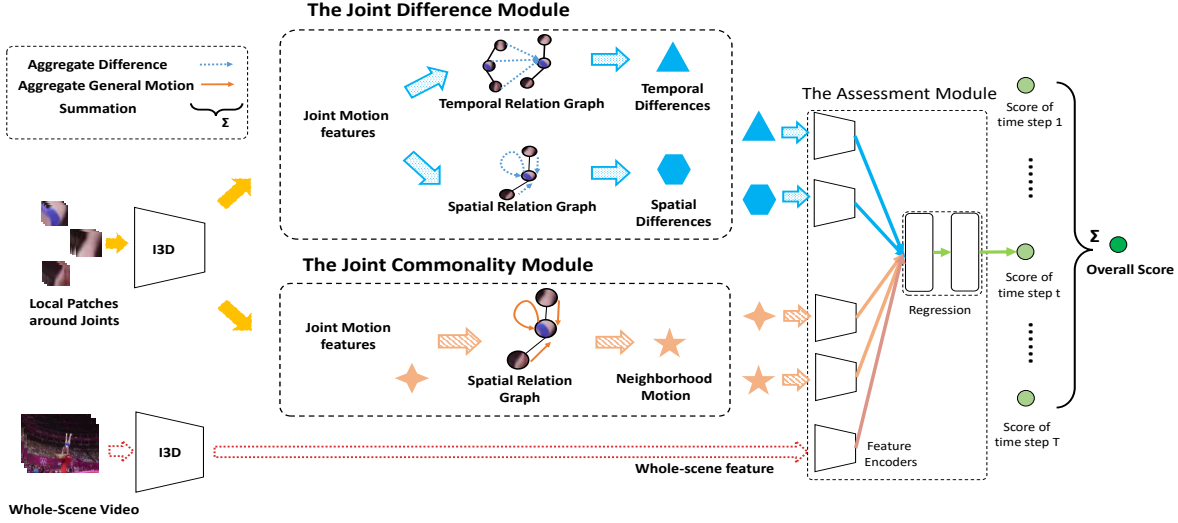 The Joint Difference Module
Aggregate Difference
Aggregate General Motion
Summation
Σ
Joint Motion
features
Temporal Relation Graph
Temporal
Differences
Spatial Relation Graph
Spatial
Differences
The Assessment Module
Score of
time step 1
I3D
Local Patches
around Joints
The Joint Commonality Module
Joint Motion
features
Spatial Relation
Graph
Neighborhood
Motion
Regression
Score of
time step t
Σ
Overall Score
Score of
time step T
I3D
Whole-Scene Video
Whole-scene feature
Feature
Encoders